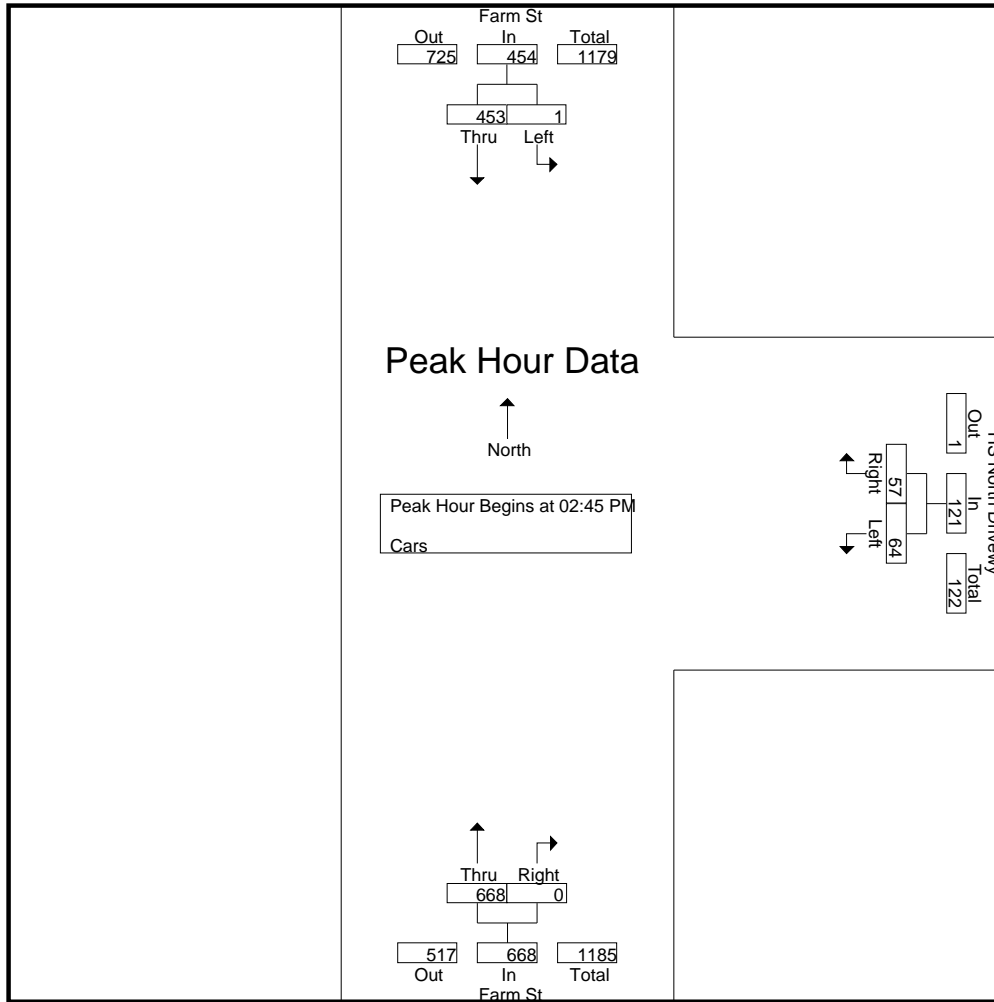 Farm St
Out In Total
725 454 1179
453 1
Thru Left
Peak Hour Data
North
Peak Hour Begins at 02:45 PM
Cars
Right Left
57 64
Out In Total
1 121 122
North
Thru Right
668 0
517 668 1185
Out In Total
Farm St